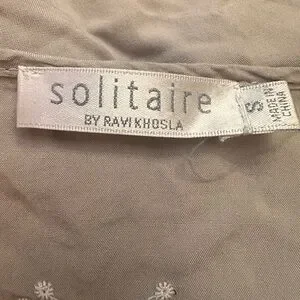 solitaire
BY RAVI KHOSLA
S
MADE IN
CHINA